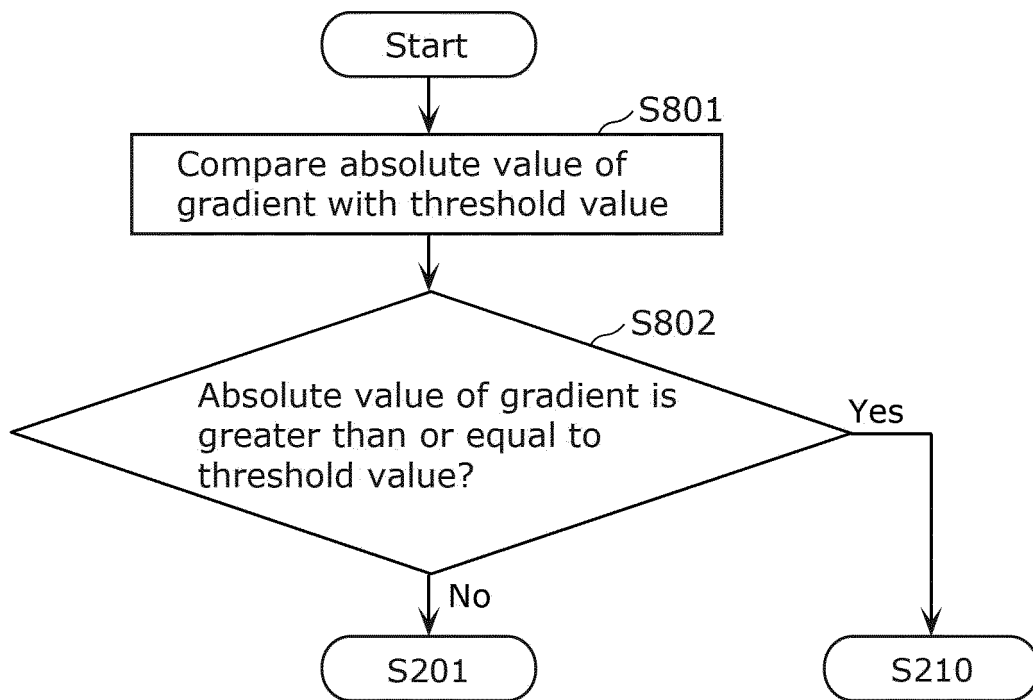 Start
S801
Compare absolute value of
gradient with threshold value
S802
Absolute value of gradient is
greater than or equal to
threshold value?
Yes
No
S201
S210